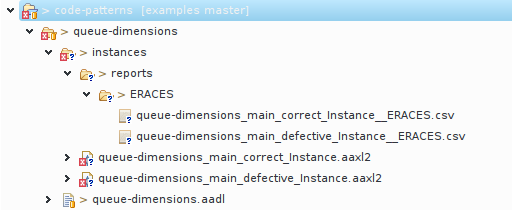 > code-patterns [examples master]
> queue-dimensions
> instances
> reports
> ERACES
queue-dimensions_main_correct_Instance__ERACES.csv
queue-dimensions_main_defective_Instance__ERACES.csv
queue-dimensions_main_correct_Instance.aaxl2
queue-dimensions_main_defective_Instance.aaxl2
> queue-dimensions.aadl